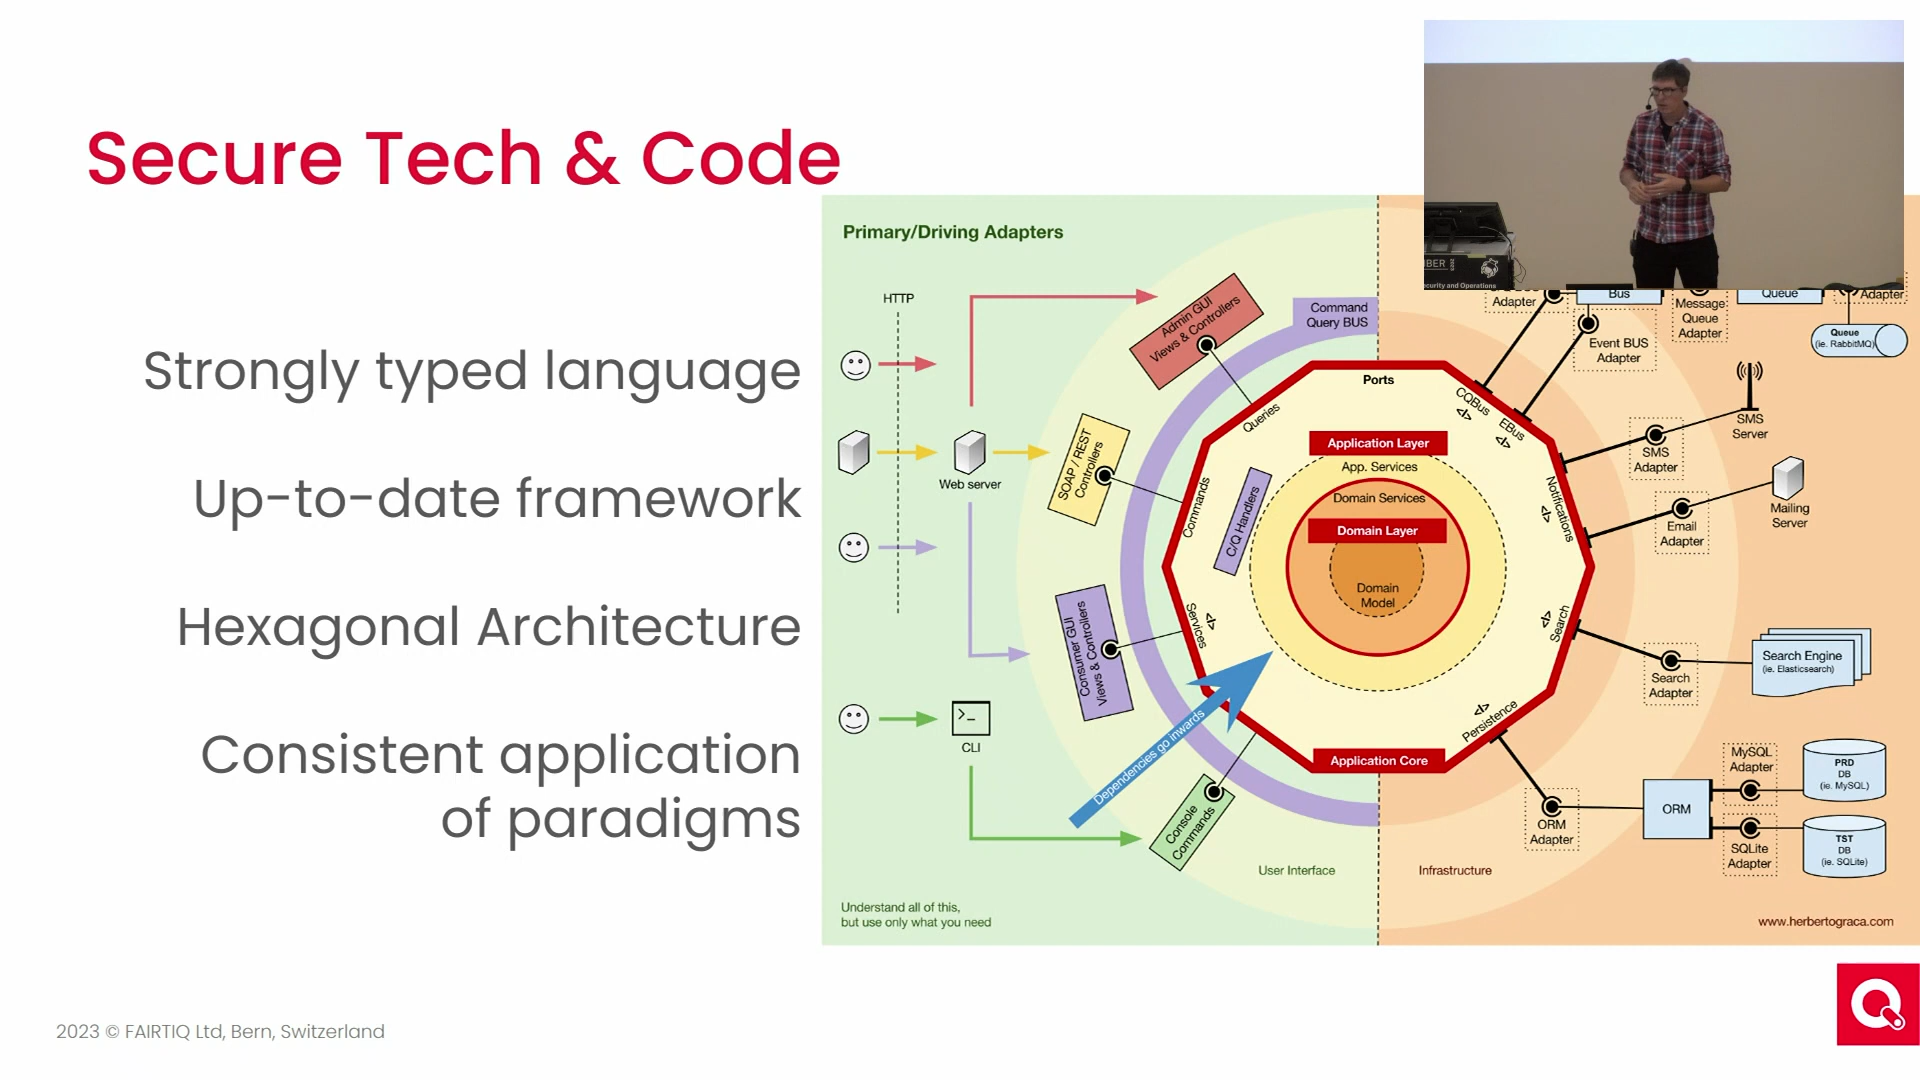 Secure Tech & Code
Strongly typed language
Up-to-date framework
Hexagonal Architecture
Consistent application
of paradigms
2023 © FAIRTIQ Ltd, Bern, Switzerland
Primary/Driving Adapters
HTTP
Web server
CLI
Admin GUI
Views & Controllers
SOAP / REST
Controllers
Consumer GUI
Views & Controllers
Console
Commands
Command
Query BUS
Dependencies go inwards
Ports
Queries
Commands
Services
</>
C/Q Handlers
Application Layer
App. Services
Domain Services
Domain Layer
Domain
Model
Application Core
CQBus
</>
EBus
</>
Notifications
</>
Search
</>
Persistence
</>
Adapter
Bus
Event BUS
Adapter
Message
Queue
Adapter
Queue
Adapter
Queue
(ie. RabbitMQ)
SMS
Server
SMS
Adapter
Email
Adapter
Mailing
Server
Search
Adapter
Search Engine
(ie. Elasticsearch)
ORM
Adapter
ORM
MySQL
Adapter
PRD
DB
(ie. MySQL)
SQLite
Adapter
TST
DB
(ie. SQLite)
User Interface
Infrastructure
Understand all of this,
but use only what you need
www.herbertograca.com